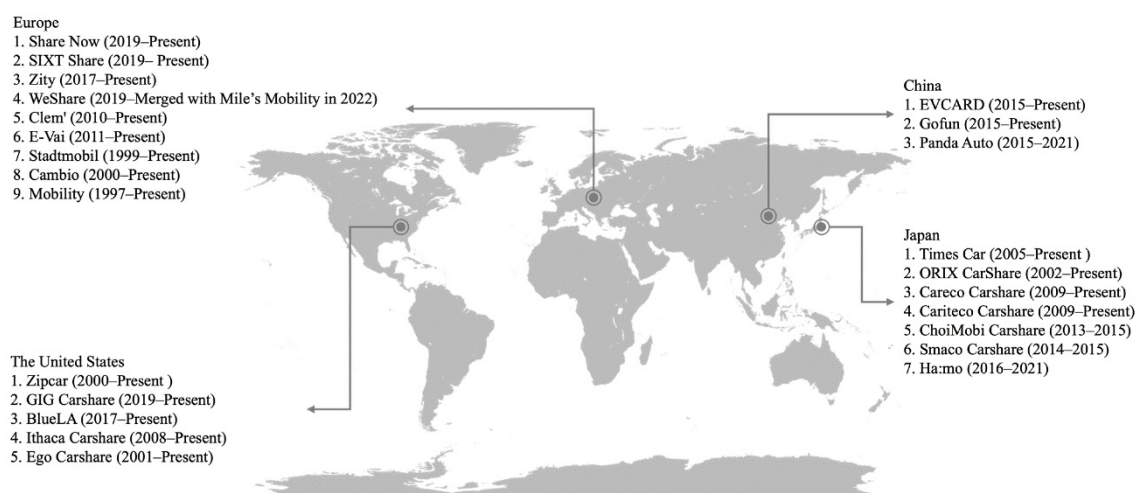 Europe
1. Share Now (2019–Present)
2. SIXT Share (2019– Present)
3. Zity (2017–Present)
4. WeShare (2019–Merged with Mile’s Mobility in 2022)
5. Clem' (2010–Present)
6. E-Vai (2011–Present)
7. Stadtmobil (1999–Present)
8. Cambio (2000–Present)
9. Mobility (1997–Present)
China
1. EVCARD (2015–Present)
2. Gofun (2015–Present)
3. Panda Auto (2015–2021)
Japan
1. Times Car (2005–Present )
2. ORIX CarShare (2002–Present)
3. Careco Carshare (2009–Present)
4. Cariteco Carshare (2009–Present)
5. ChoiMobi Carshare (2013–2015)
6. Smaco Carshare (2014–2015)
7. Ha:mo (2016–2021)
The United States
1. Zipcar (2000–Present )
2. GIG Carshare (2019–Present)
3. BlueLA (2017–Present)
4. Ithaca Carshare (2008–Present)
5. Ego Carshare (2001–Present)